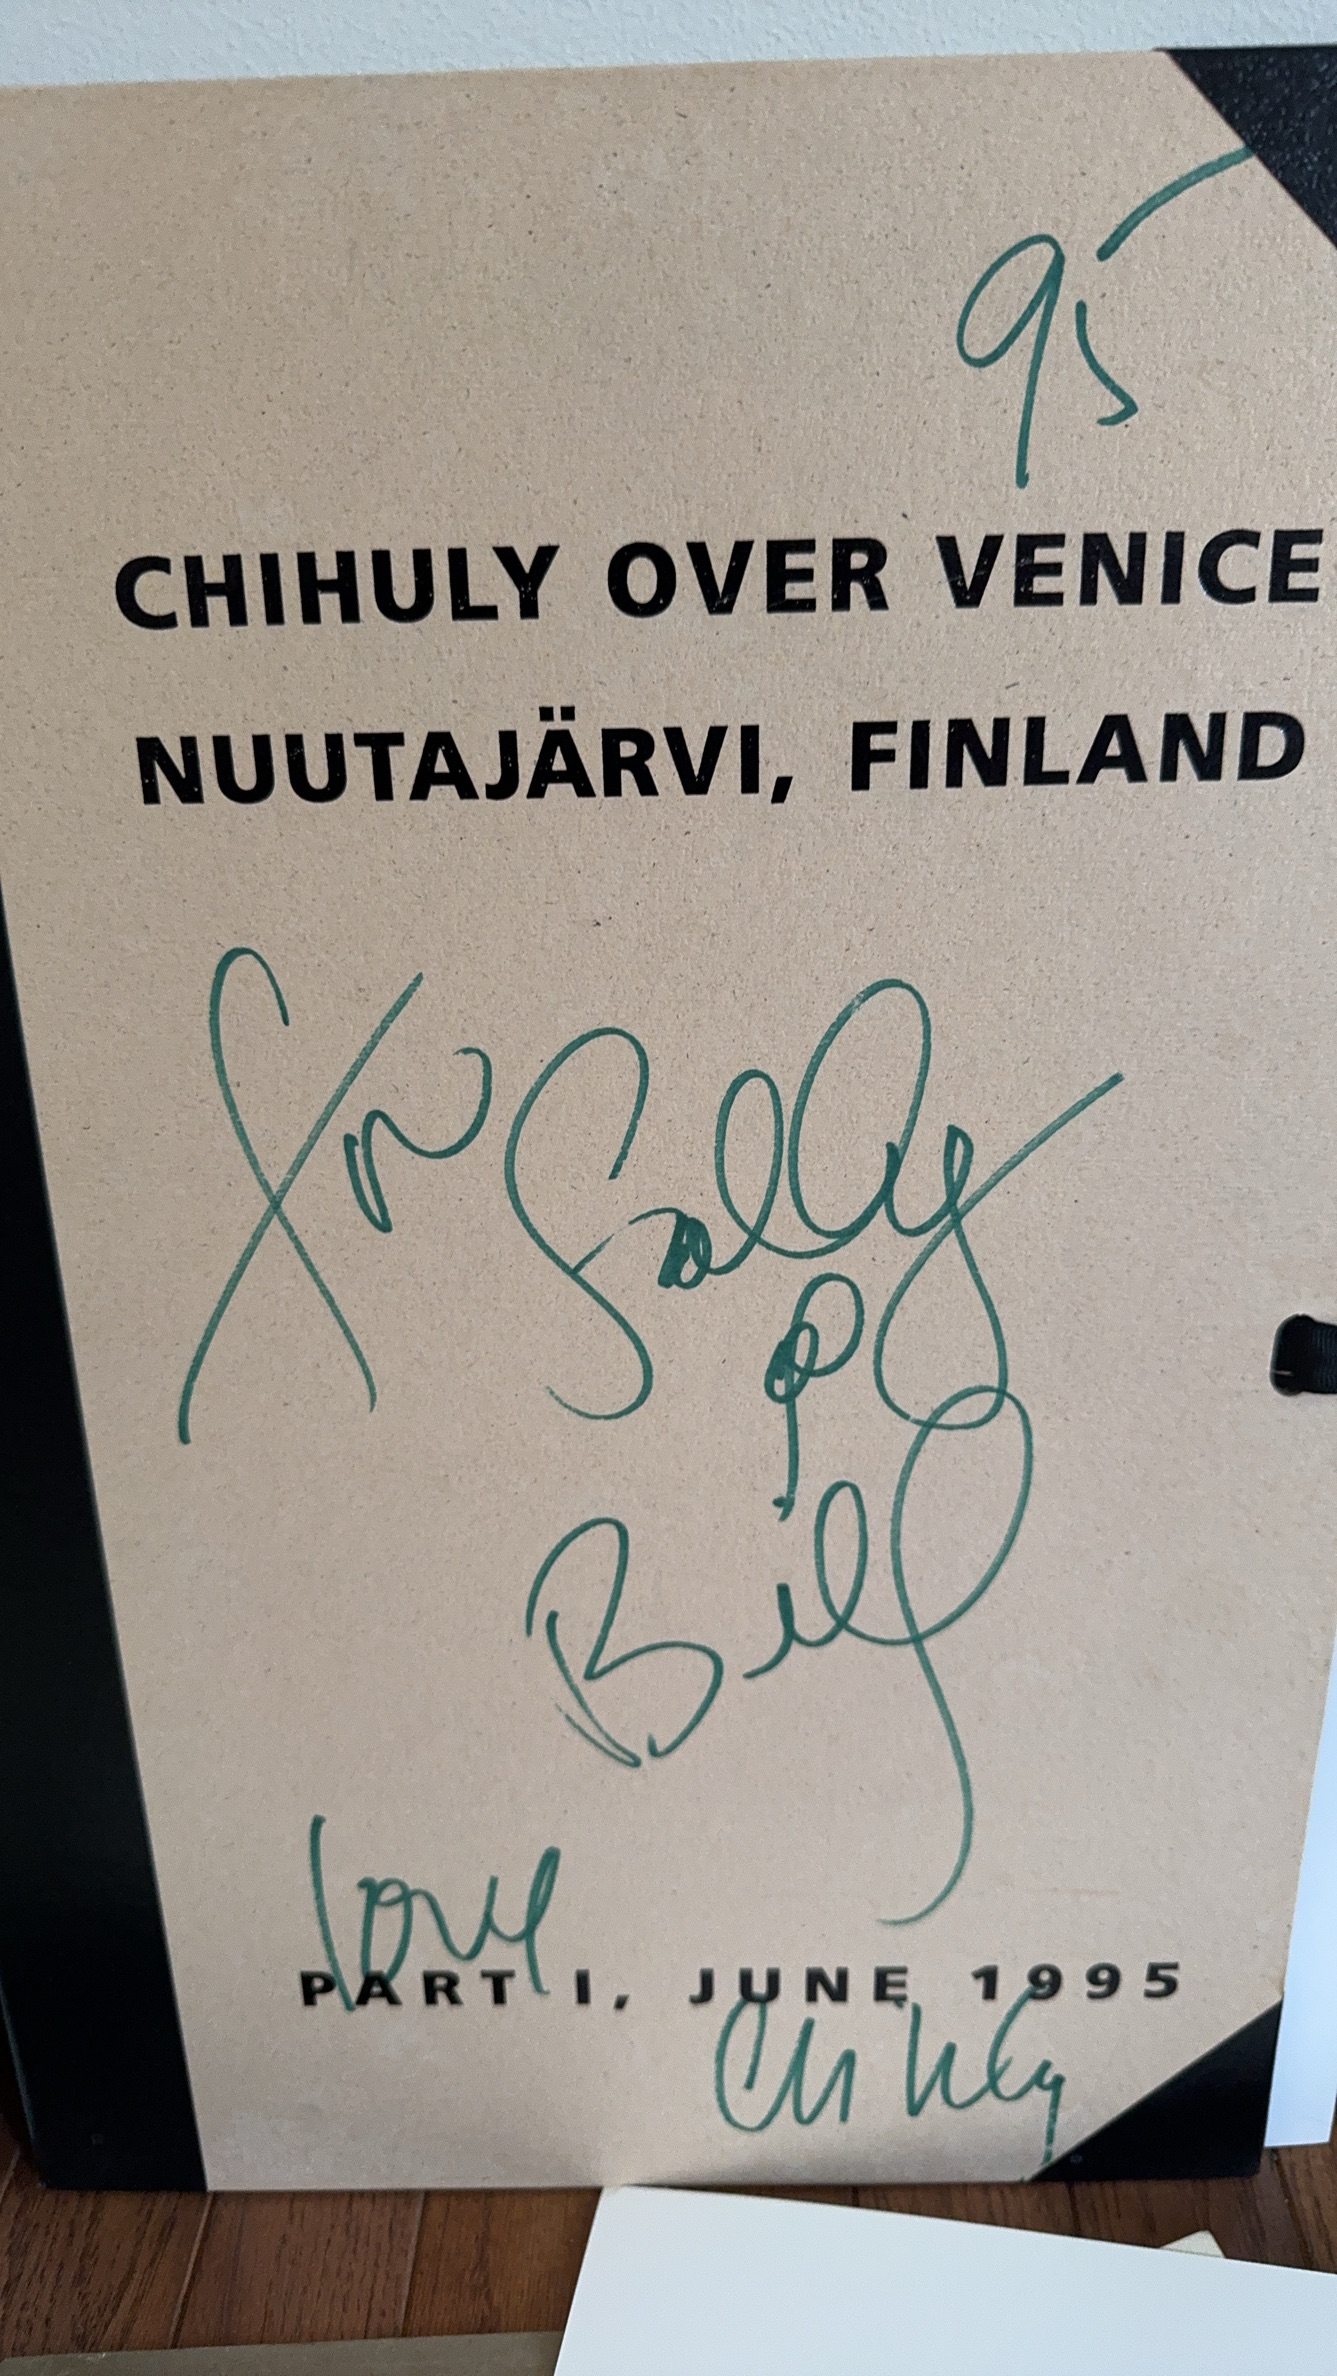 95
CHIHULY OVER VENICE
NUUTAJÄRVI, FINLAND
for Sally
&
Bill
love
PART I, JUNE 1995
Chihuly